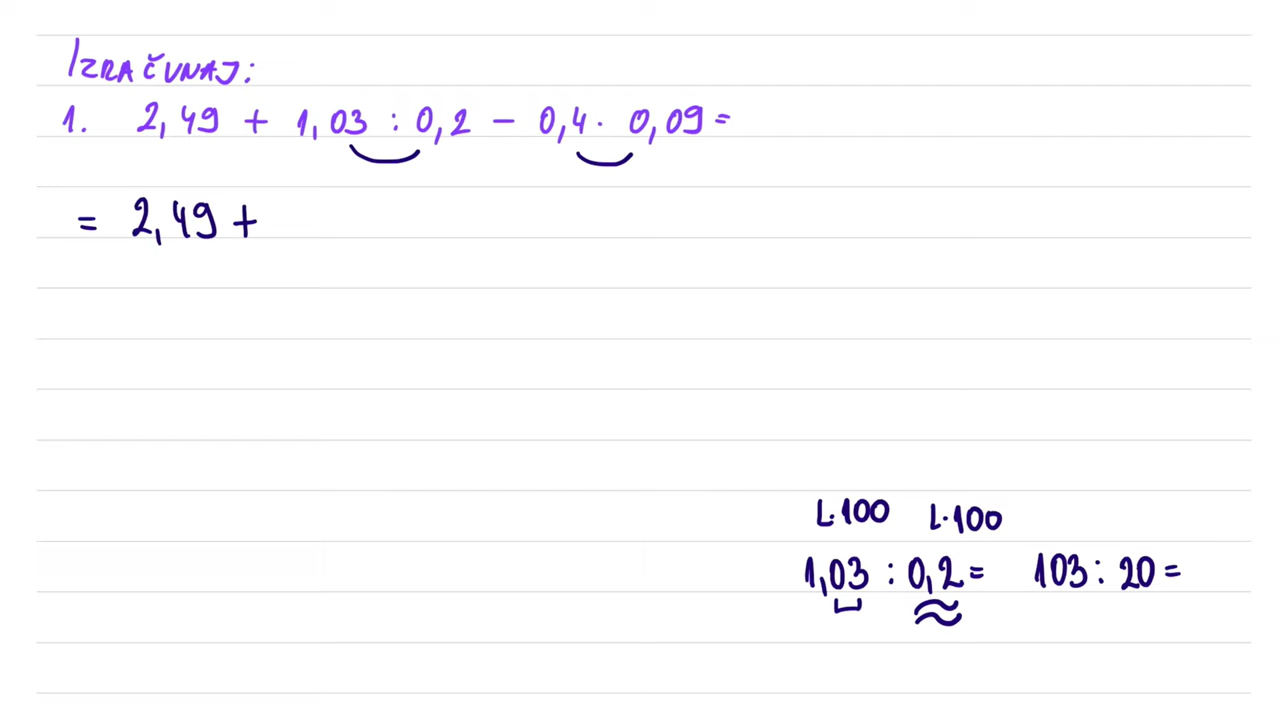 IZRAČUNAJ:
1. 2,49 + 1,03 : 0,2 - 0,4 · 0,09 =
= 2,49 +
|·100 |·100
1,03 : 0,2 = 103 : 20 =